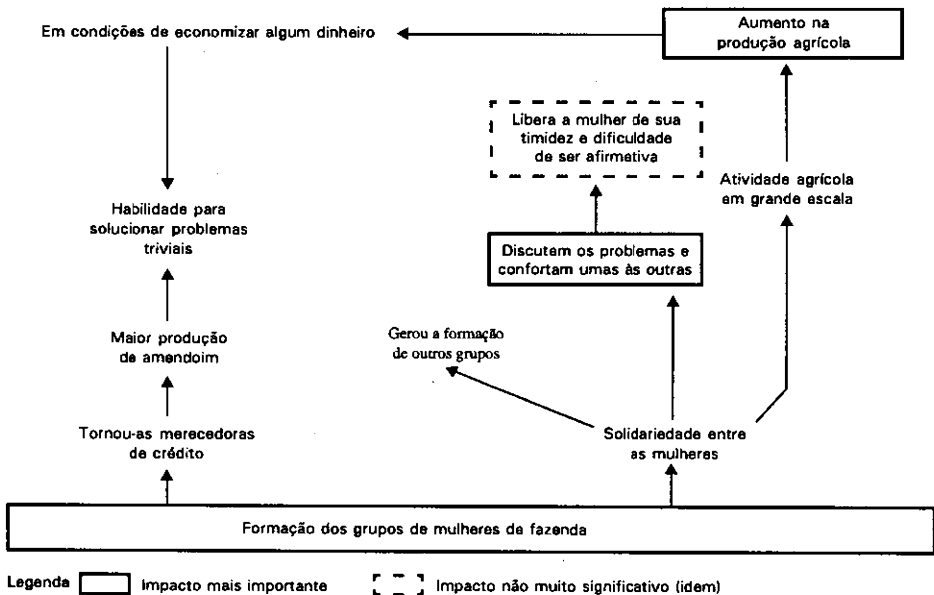 Em condições de economizar algum dinheiro
Aumento na
produção agrícola
Libera a mulher de sua
timidez e dificuldade
de ser afirmativa
Atividade agrícola
em grande escala
Habilidade para
solucionar problemas
triviais
Discutem os problemas e
confortam umas às outras
Gerou a formação
de outros grupos
Maior produção
de amendoim
Tornou-as merecedoras
de crédito
Solidariedade entre
as mulheres
Formação dos grupos de mulheres de fazenda
Legenda Impacto mais importante Impacto não muito significativo (idem)